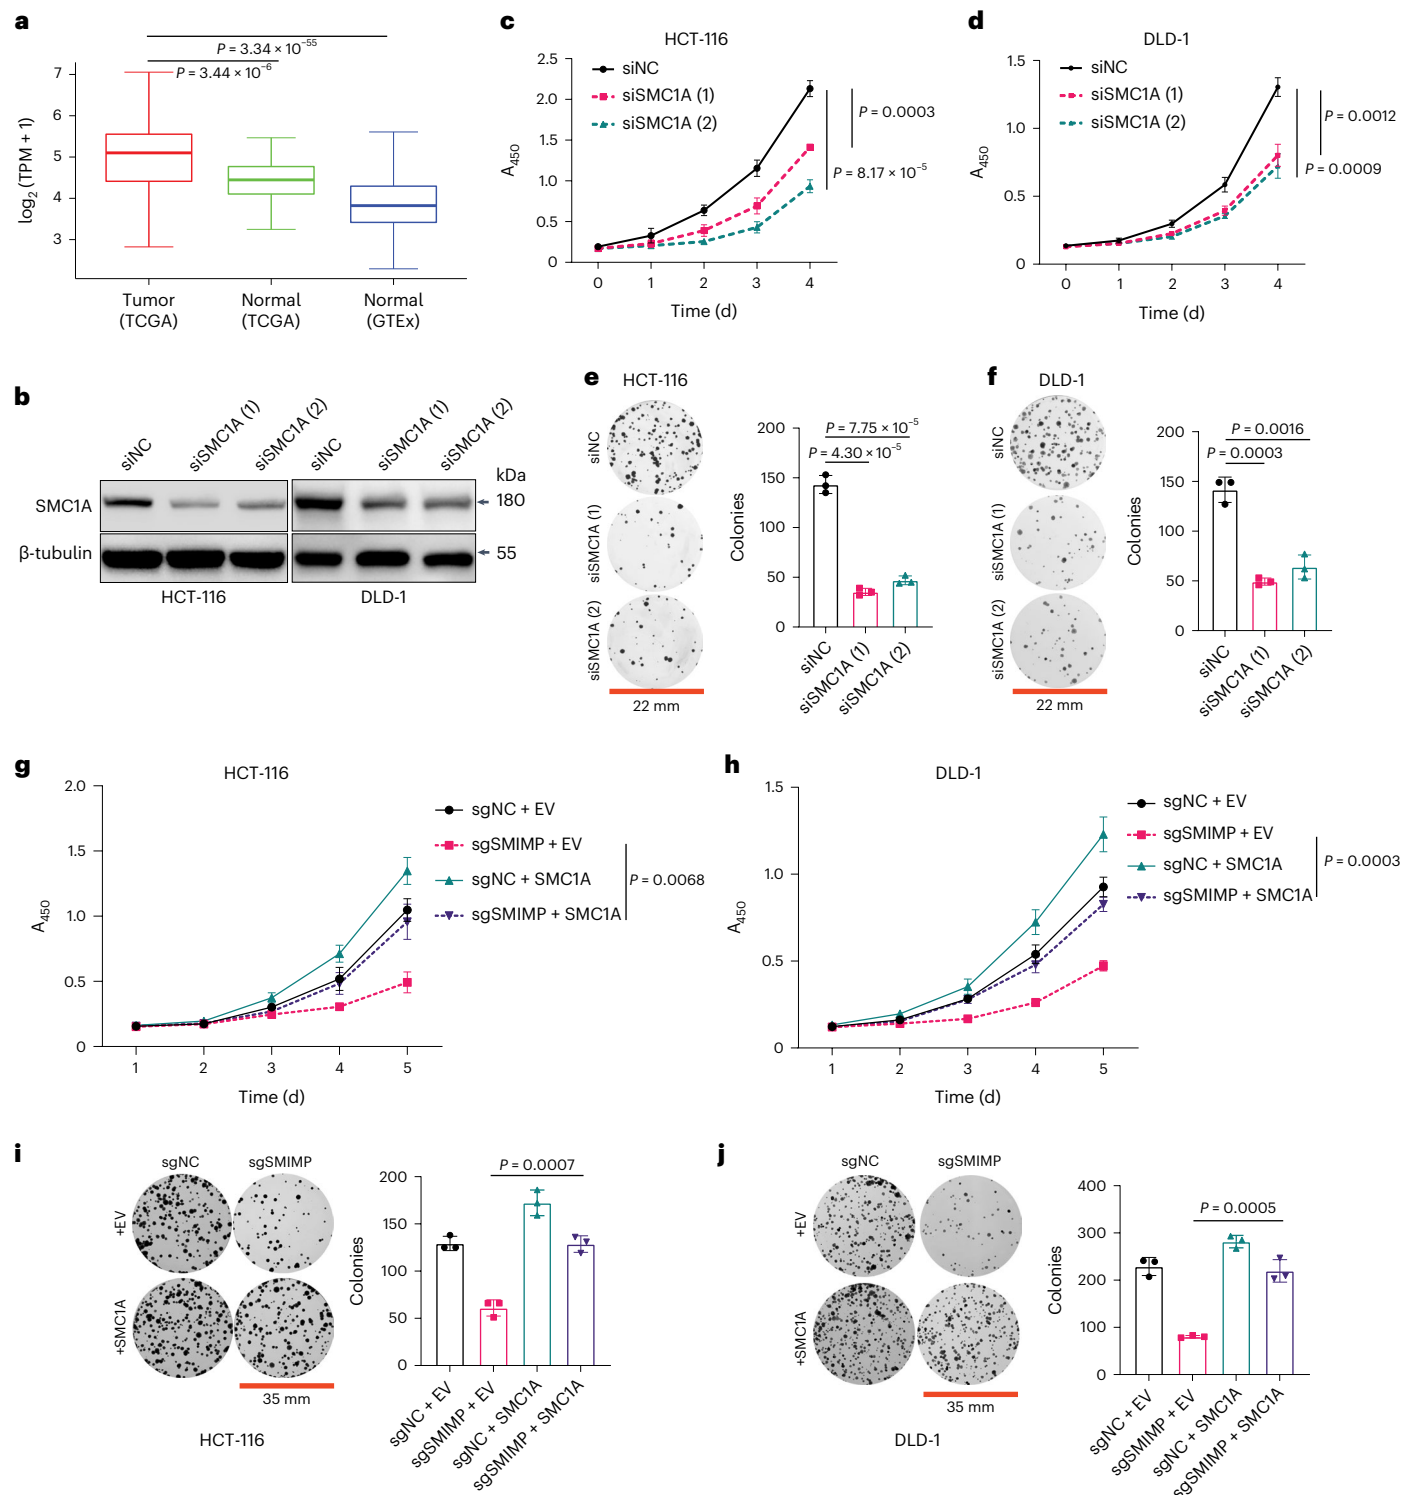 a
P = 3.34 × 10⁻⁵⁵
P = 3.44 × 10⁻⁶
log₂ (TPM + 1)
7
6
5
4
3
Tumor
(TCGA)
Normal
(TCGA)
Normal
(GTEx)
c
HCT-116
siNC
siSMC1A (1)
siSMC1A (2)
P = 0.0003
P = 8.17 × 10⁻⁵
A₄₅₀
2.5
2.0
1.5
1.0
0.5
0
0 1 2 3 4
Time (d)
d
DLD-1
siNC
siSMC1A (1)
siSMC1A (2)
P = 0.0012
P = 0.0009
A₄₅₀
1.5
1.0
0.5
0
0 1 2 3 4
Time (d)
b
siNC
siSMC1A (1)
siSMC1A (2)
siNC
siSMC1A (1)
siSMC1A (2)
kDa
SMC1A
180
β-tubulin
55
HCT-116
DLD-1
e
HCT-116
siNC
siSMC1A (1)
siSMC1A (2)
22 mm
P = 7.75 × 10⁻⁵
P = 4.30 × 10⁻⁵
Colonies
200
150
100
50
0
siNC
siSMC1A (1)
siSMC1A (2)
f
DLD-1
siNC
siSMC1A (1)
siSMC1A (2)
22 mm
P = 0.0016
P = 0.0003
Colonies
200
150
100
50
0
siNC
siSMC1A (1)
siSMC1A (2)
g
HCT-116
sgNC + EV
sgSMIMP + EV
sgNC + SMC1A
sgSMIMP + SMC1A
P = 0.0068
A₄₅₀
2.0
1.5
1.0
0.5
0
1 2 3 4 5
Time (d)
h
DLD-1
sgNC + EV
sgSMIMP + EV
sgNC + SMC1A
sgSMIMP + SMC1A
P = 0.0003
A₄₅₀
1.5
1.0
0.5
0
1 2 3 4 5
Time (d)
i
sgNC
sgSMIMP
+EV
+SMC1A
35 mm
HCT-116
P = 0.0007
Colonies
200
150
100
50
0
sgNC + EV
sgSMIMP + EV
sgNC + SMC1A
sgSMIMP + SMC1A
j
sgNC
sgSMIMP
+EV
+SMC1A
35 mm
DLD-1
P = 0.0005
Colonies
400
300
200
100
0
sgNC + EV
sgSMIMP + EV
sgNC + SMC1A
sgSMIMP + SMC1A